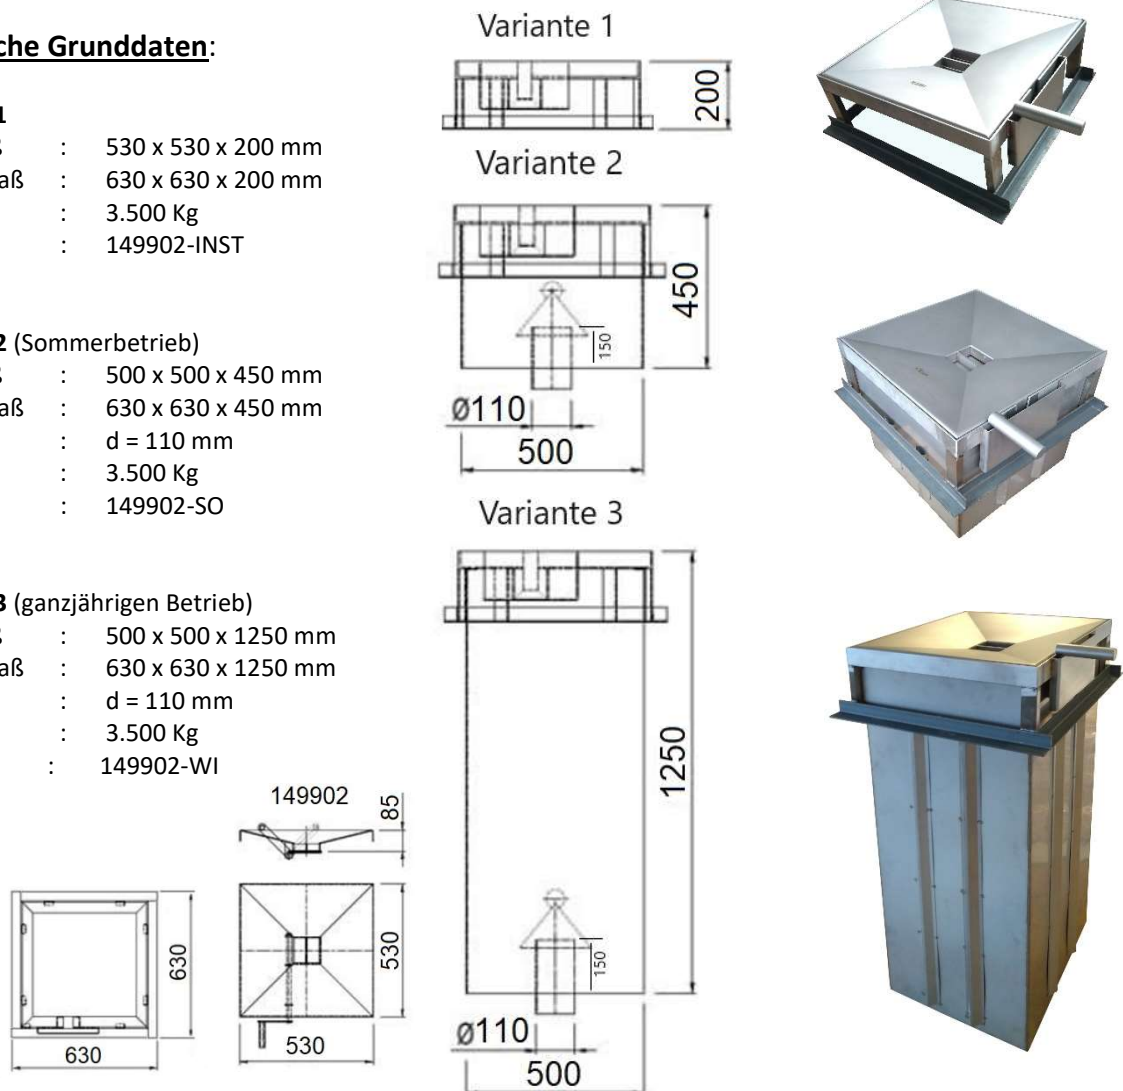 che Grunddaten:
1
ß : 530 x 530 x 200 mm
aß : 630 x 630 x 200 mm
: 3.500 Kg
: 149902-INST
2 (Sommerbetrieb)
ß : 500 x 500 x 450 mm
aß : 630 x 630 x 450 mm
: d = 110 mm
: 3.500 Kg
: 149902-SO
3 (ganzjährigen Betrieb)
ß : 500 x 500 x 1250 mm
aß : 630 x 630 x 1250 mm
: d = 110 mm
: 3.500 Kg
: 149902-WI
149902
85
630
630
530
530
Variante 1
200
Variante 2
450
150
Ø110
500
Variante 3
1250
150
Ø110
500